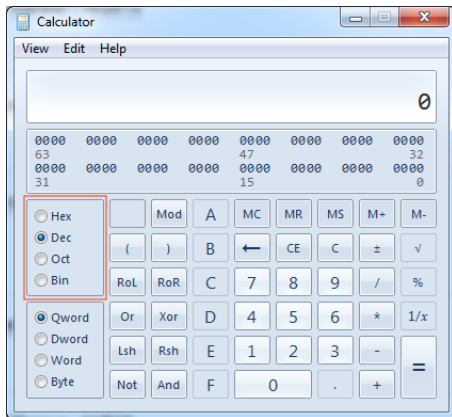 Calculator
View Edit Help
0
0000 0000 0000 0000 0000 0000 0000 0000
63 47 32
0000 0000 0000 0000 0000 0000 0000 0000
31 15 0
Hex Mod A MC MR MS M+ M-
Dec ( ) B ← CE C ± √
Oct
Bin RoL RoR C 7 8 9 / %
Qword Or Xor D 4 5 6 * 1/x
Dword
Word Lsh Rsh E 1 2 3 - =
Byte Not And F 0 . +